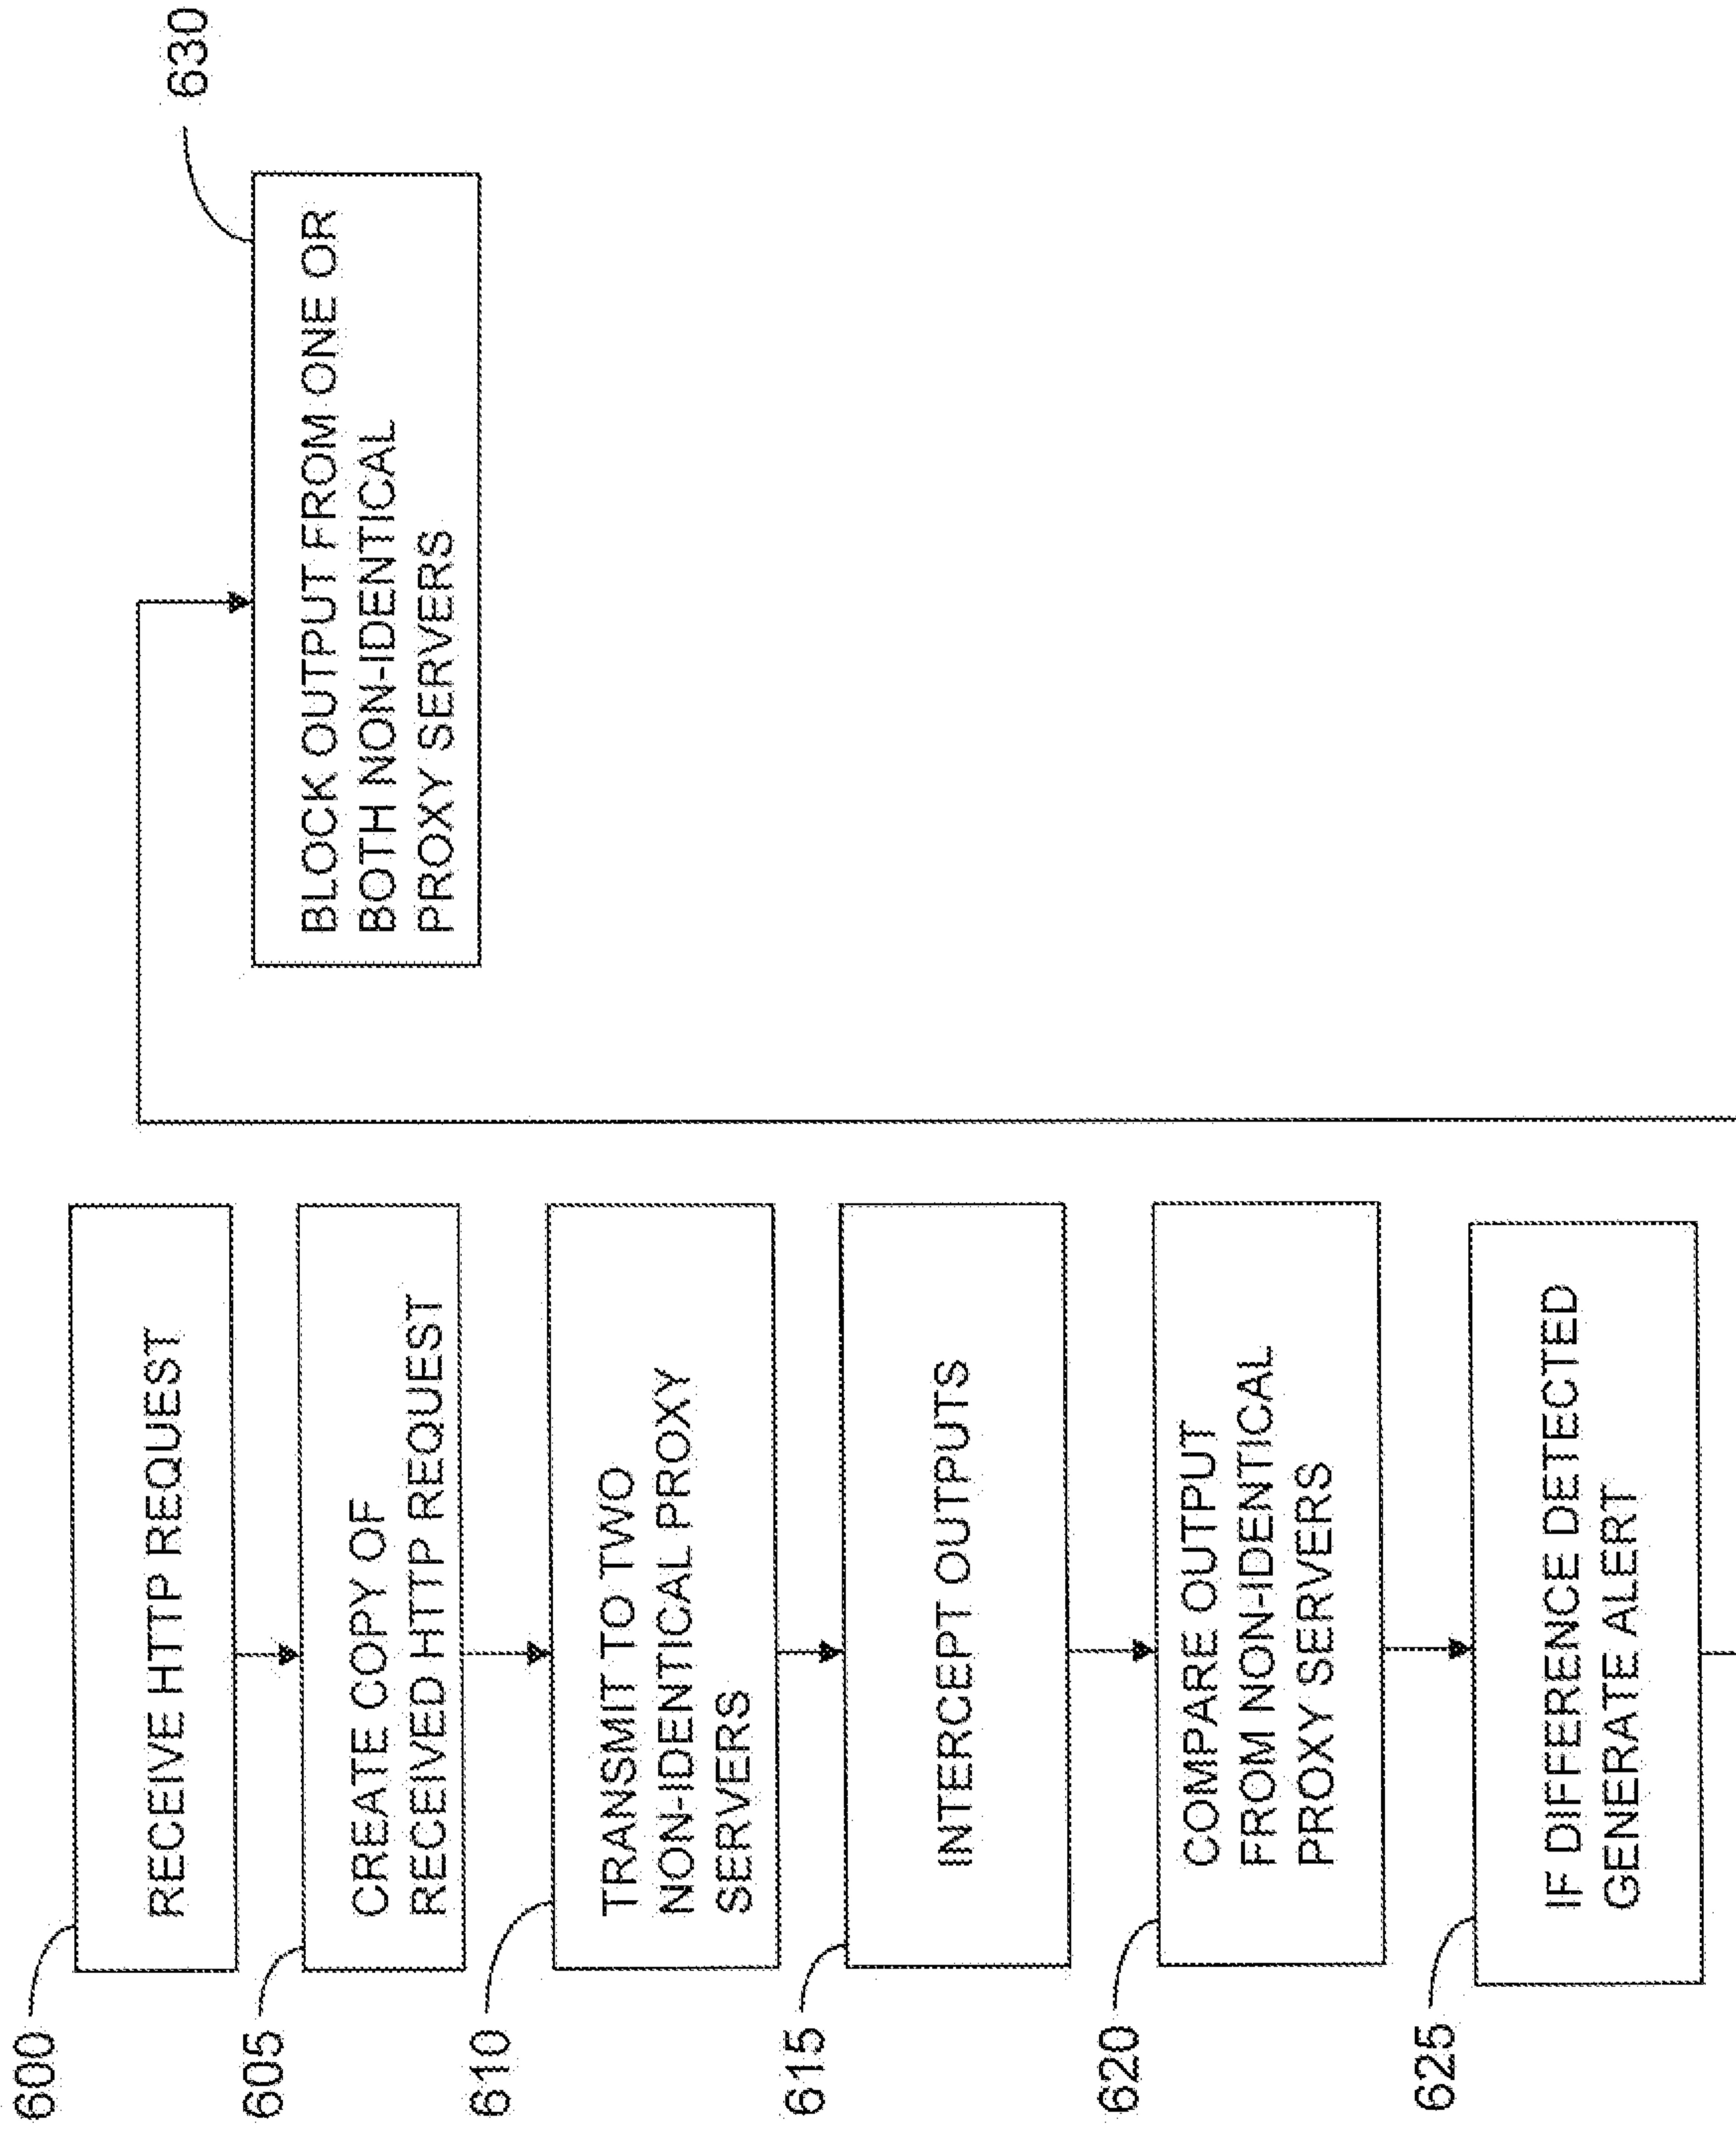 600
RECEIVE HTTP REQUEST
605
CREATE COPY OF
RECEIVED HTTP REQUEST
610
TRANSMIT TO TWO
NON-IDENTICAL PROXY
SERVERS
615
INTERCEPT OUTPUTS
620
COMPARE OUTPUT
FROM NON-IDENTICAL
PROXY SERVERS
625
IF DIFFERENCE DETECTED
GENERATE ALERT
630
BLOCK OUTPUT FROM ONE OR
BOTH NON-IDENTICAL
PROXY SERVERS